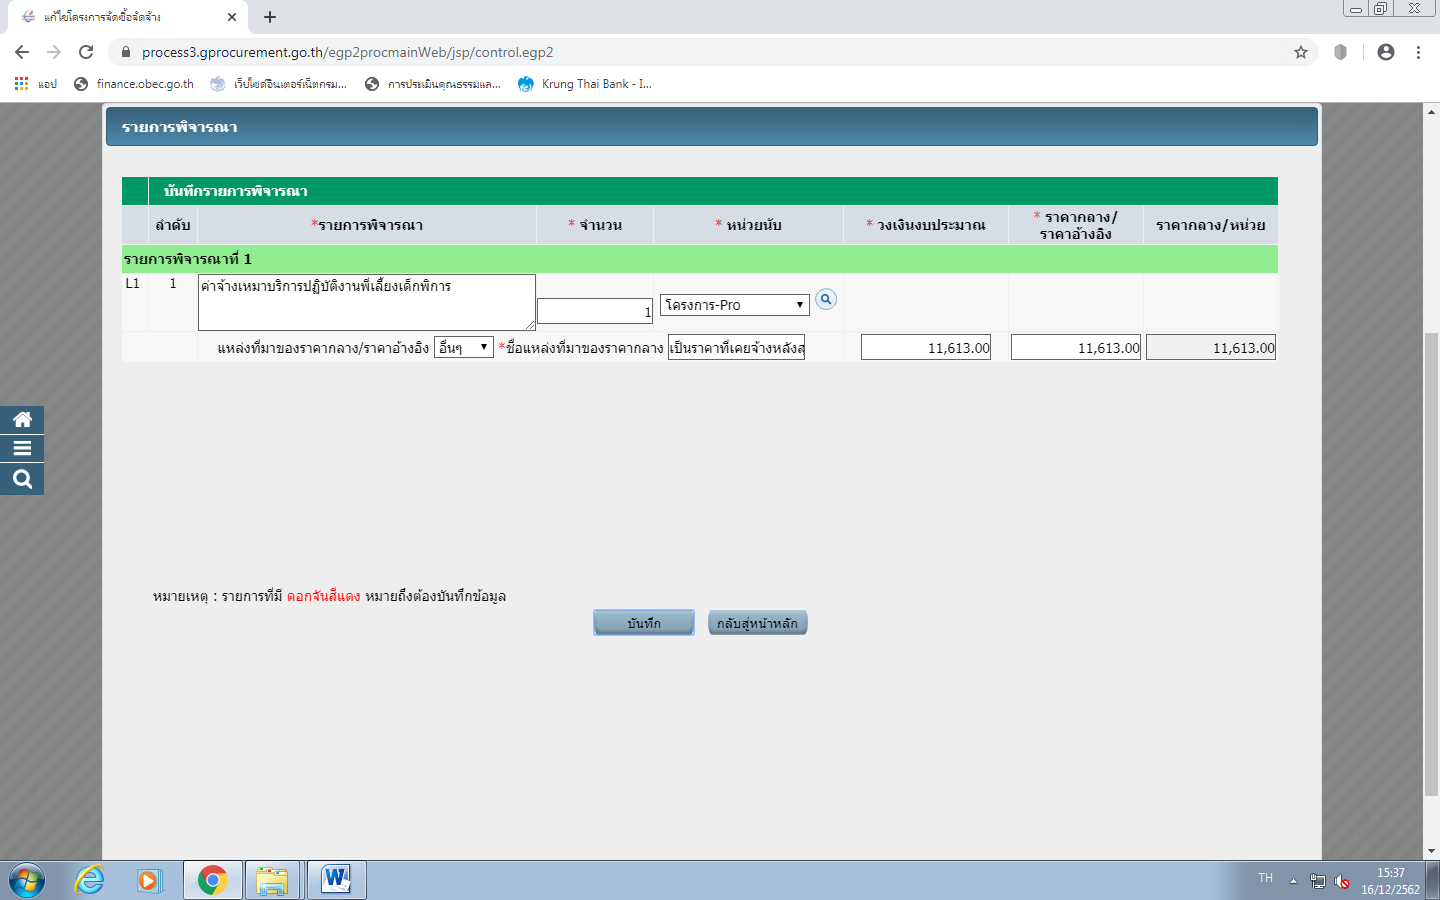 แก้ไขโครงการจัดซื้อจัดจ้าง
process3.gprocurement.go.th/egp2procmainWeb/jsp/control.egp2
แอป finance.obec.go.th เว็บไซต์อินเตอร์เน็ตกรม... การประเมินคุณธรรมแล... Krung Thai Bank - I...
รายการพิจารณา
บันทึกรายการพิจารณา
ลำดับ *รายการพิจารณา * จำนวน * หน่วยนับ * วงเงินงบประมาณ * ราคากลาง/ ราคากลาง/หน่วย
ราคาอ้างอิง
รายการพิจารณาที่ 1
L1 1 ค่าจ้างเหมาบริการปฏิบัติงานพี่เลี้ยงเด็กพิการ
1 โครงการ-Pro
แหล่งที่มาของราคากลาง/ราคาอ้างอิง อื่นๆ *ชื่อแหล่งที่มาของราคากลาง เป็นราคาที่เคยจ้างหลังสุ 11,613.00 11,613.00 11,613.00
หมายเหตุ : รายการที่มี ดอกจันสีแดง หมายถึงต้องบันทึกข้อมูล
บันทึก กลับสู่หน้าหลัก
TH 15:37
16/12/2562